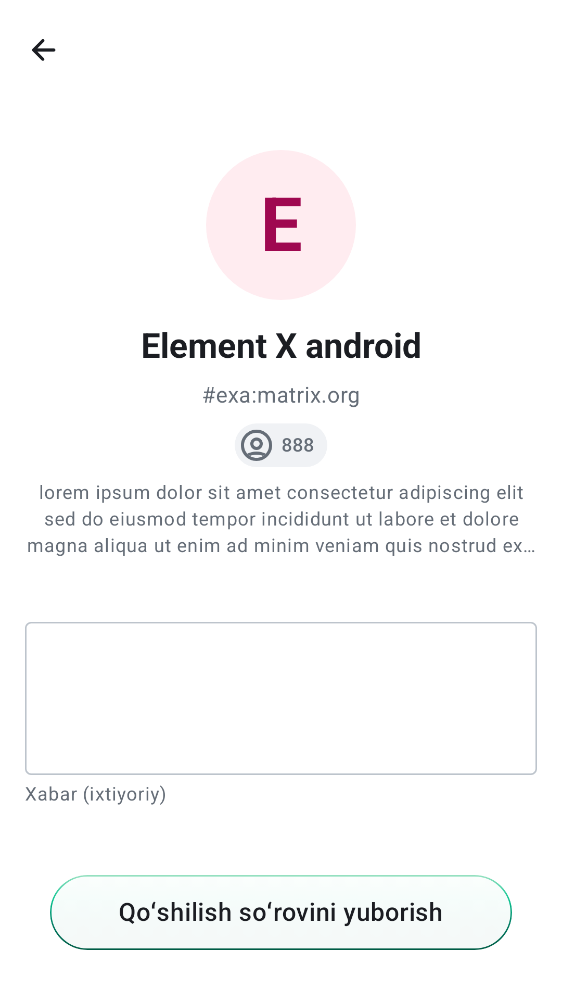 E
Element X android
#exa:matrix.org
888
lorem ipsum dolor sit amet consectetur adipiscing elit
sed do eiusmod tempor incididunt ut labore et dolore
magna aliqua ut enim ad minim veniam quis nostrud ex…
Xabar (ixtiyoriy)
Qoʻshilish soʻrovini yuborish